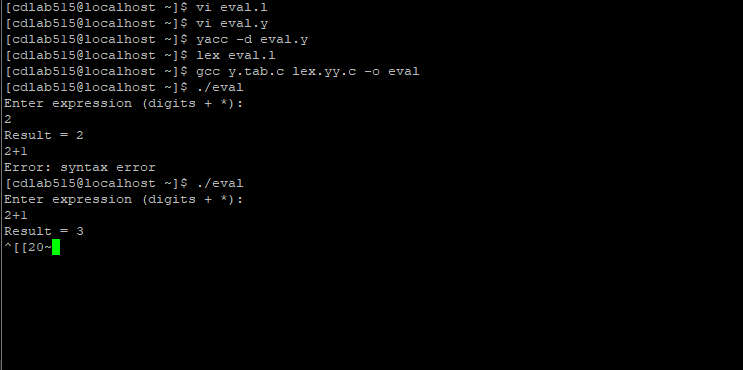 [cdlab515@localhost ~]$ vi eval.l
[cdlab515@localhost ~]$ vi eval.y
[cdlab515@localhost ~]$ yacc -d eval.y
[cdlab515@localhost ~]$ lex eval.l
[cdlab515@localhost ~]$ gcc y.tab.c lex.yy.c -o eval
[cdlab515@localhost ~]$ ./eval
Enter expression (digits + *):
2
Result = 2
2+1
Error: syntax error
[cdlab515@localhost ~]$ ./eval
Enter expression (digits + *):
2+1
Result = 3
^[[20~